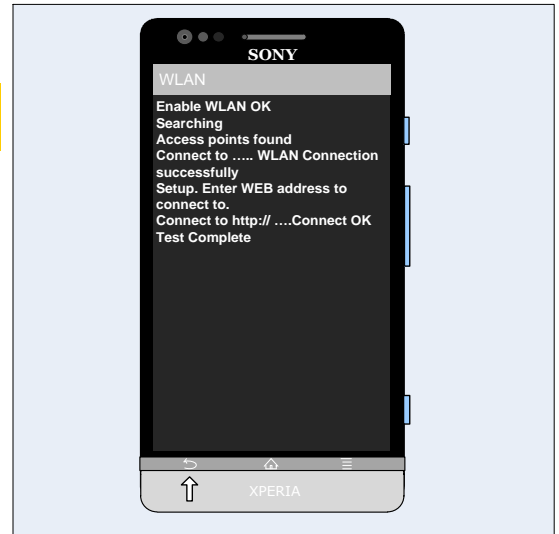 SONY
WLAN
Enable WLAN OK
Searching
Access points found
Connect to ….. WLAN Connection
successfully
Setup. Enter WEB address to
connect to.
Connect to http:// ….Connect OK
Test Complete
XPERIA